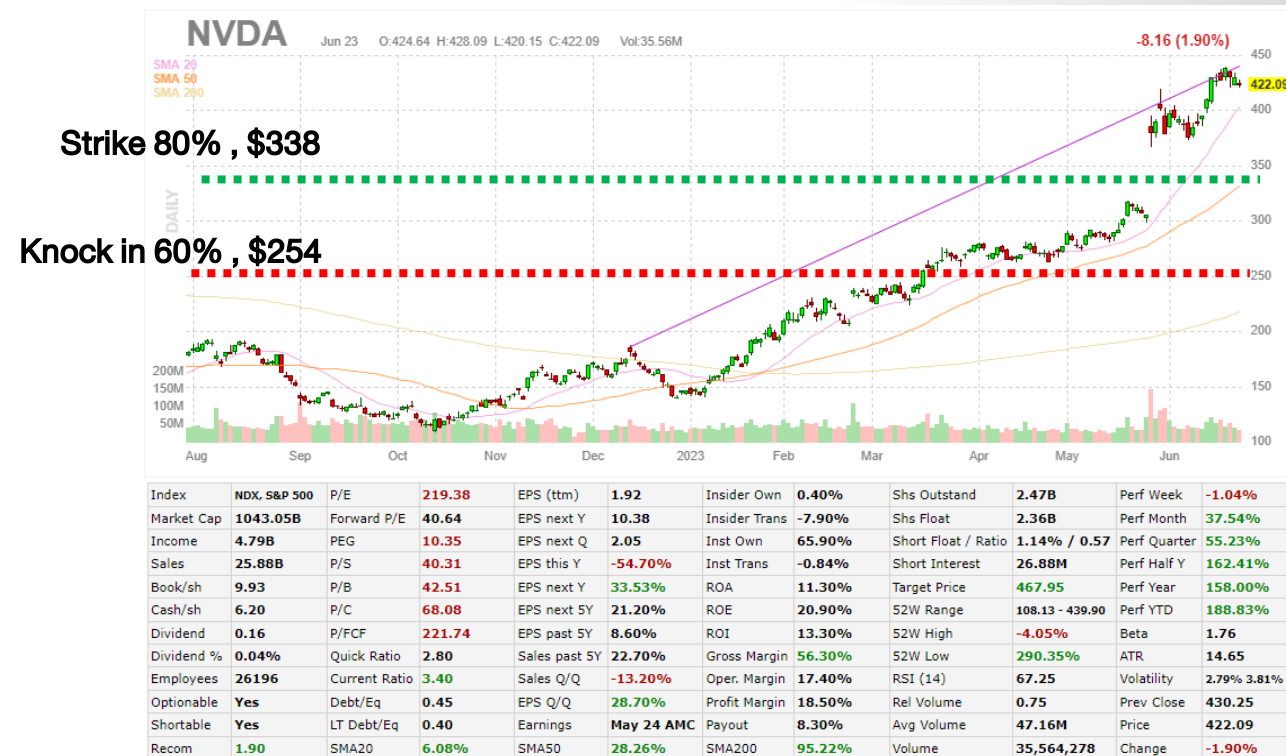 NVDA Jun 23 O:424.64 H:428.09 L:420.15 C:422.09 Vol:35.56M -8.16 (1.90%)
SMA 20
SMA 50
SMA 200
450
422.09
400
Strike 80% , $338
350
DAILY
300
Knock in 60% , $254
250
200
200M
150M
150
100M
50M
100
Aug Sep Oct Nov Dec 2023 Feb Mar Apr May Jun
Index NDX, S&P 500 P/E 219.38 EPS (ttm) 1.92 Insider Own 0.40% Shs Outstand 2.47B Perf Week -1.04%
Market Cap 1043.05B Forward P/E 40.64 EPS next Y 10.38 Insider Trans -7.90% Shs Float 2.36B Perf Month 37.54%
Income 4.79B PEG 10.35 EPS next Q 2.05 Inst Own 65.90% Short Float / Ratio 1.14% / 0.57 Perf Quarter 55.23%
Sales 25.88B P/S 40.31 EPS this Y -54.70% Inst Trans -0.84% Short Interest 26.88M Perf Half Y 162.41%
Book/sh 9.93 P/B 42.51 EPS next Y 33.53% ROA 11.30% Target Price 467.95 Perf Year 158.00%
Cash/sh 6.20 P/C 68.08 EPS next 5Y 21.20% ROE 20.90% 52W Range 108.13 - 439.90 Perf YTD 188.83%
Dividend 0.16 P/FCF 221.74 EPS past 5Y 8.60% ROI 13.30% 52W High -4.05% Beta 1.76
Dividend % 0.04% Quick Ratio 2.80 Sales past 5Y 22.70% Gross Margin 56.30% 52W Low 290.35% ATR 14.65
Employees 26196 Current Ratio 3.40 Sales Q/Q -13.20% Oper. Margin 17.40% RSI (14) 67.25 Volatility 2.79% 3.81%
Optionable Yes Debt/Eq 0.45 EPS Q/Q 28.70% Profit Margin 18.50% Rel Volume 0.75 Prev Close 430.25
Shortable Yes LT Debt/Eq 0.40 Earnings May 24 AMC Payout 8.30% Avg Volume 47.16M Price 422.09
Recom 1.90 SMA20 6.08% SMA50 28.26% SMA200 95.22% Volume 35,564,278 Change -1.90%